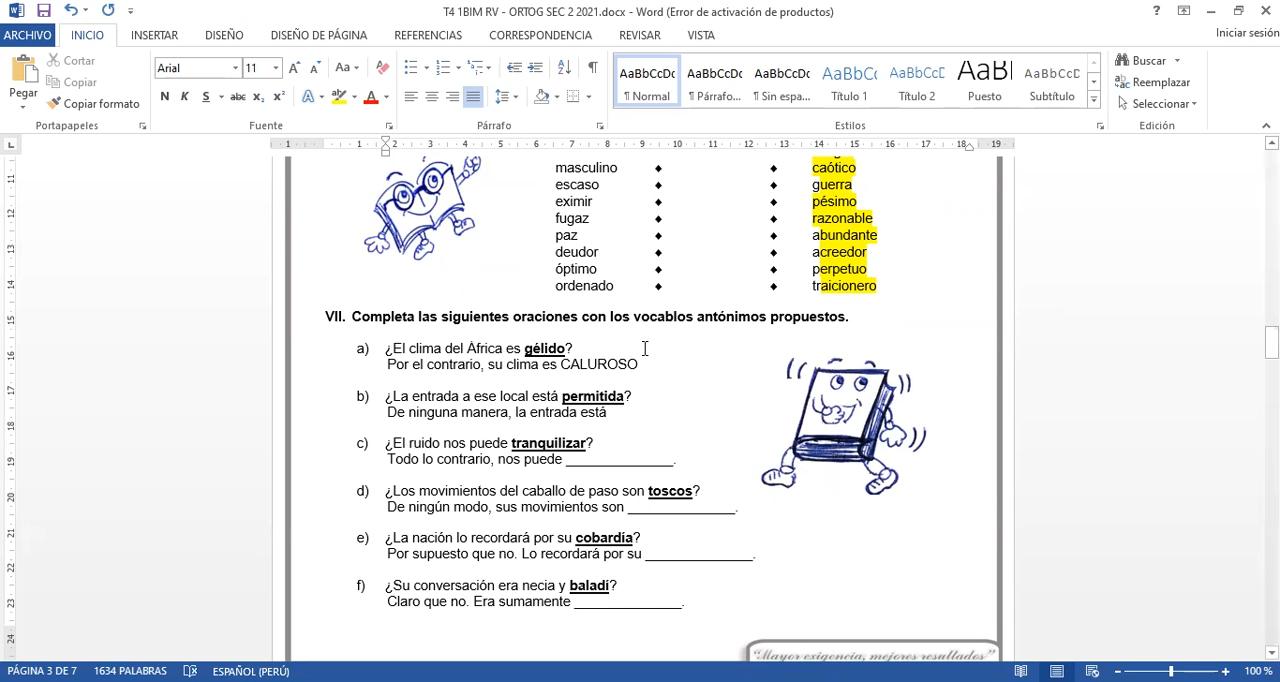 T4 1BIM RV - ORTOG SEC 2 2021.docx - Word (Error de activación de productos)
ARCHIVO INICIO INSERTAR DISEÑO DISEÑO DE PÁGINA REFERENCIAS CORRESPONDENCIA REVISAR VISTA Iniciar sesión
Pegar
Cortar
Copiar
Copiar formato
Portapapeles
Arial 11
Fuente
Párrafo
AaBbCcDc AaBbCcDc AaBbCcDc AaBbCc AaBbCcE AaBl AaBbCcD
¶ Normal ¶ Párrafo... ¶ Sin espa... Título 1 Título 2 Puesto Subtítulo
Estilos
Buscar
Reemplazar
Seleccionar
Edición
masculino ♦ ♦ caótico
escaso ♦ ♦ guerra
eximir ♦ ♦ pésimo
fugaz ♦ ♦ razonable
paz ♦ ♦ abundante
deudor ♦ ♦ acreedor
óptimo ♦ ♦ perpetuo
ordenado ♦ ♦ traicionero
VII. Completa las siguientes oraciones con los vocablos antónimos propuestos.
a) ¿El clima del África es gélido?
Por el contrario, su clima es CALUROSO
b) ¿La entrada a ese local está permitida?
De ninguna manera, la entrada está
c) ¿El ruido nos puede tranquilizar?
Todo lo contrario, nos puede ______________.
d) ¿Los movimientos del caballo de paso son toscos?
De ningún modo, sus movimientos son ______________.
e) ¿La nación lo recordará por su cobardía?
Por supuesto que no. Lo recordará por su ______________.
f) ¿Su conversación era necia y baladí?
Claro que no. Era sumamente ______________.
"Mayor exigencia, mejores resultados"
PÁGINA 3 DE 7 1634 PALABRAS ESPAÑOL (PERÚ) 100 %